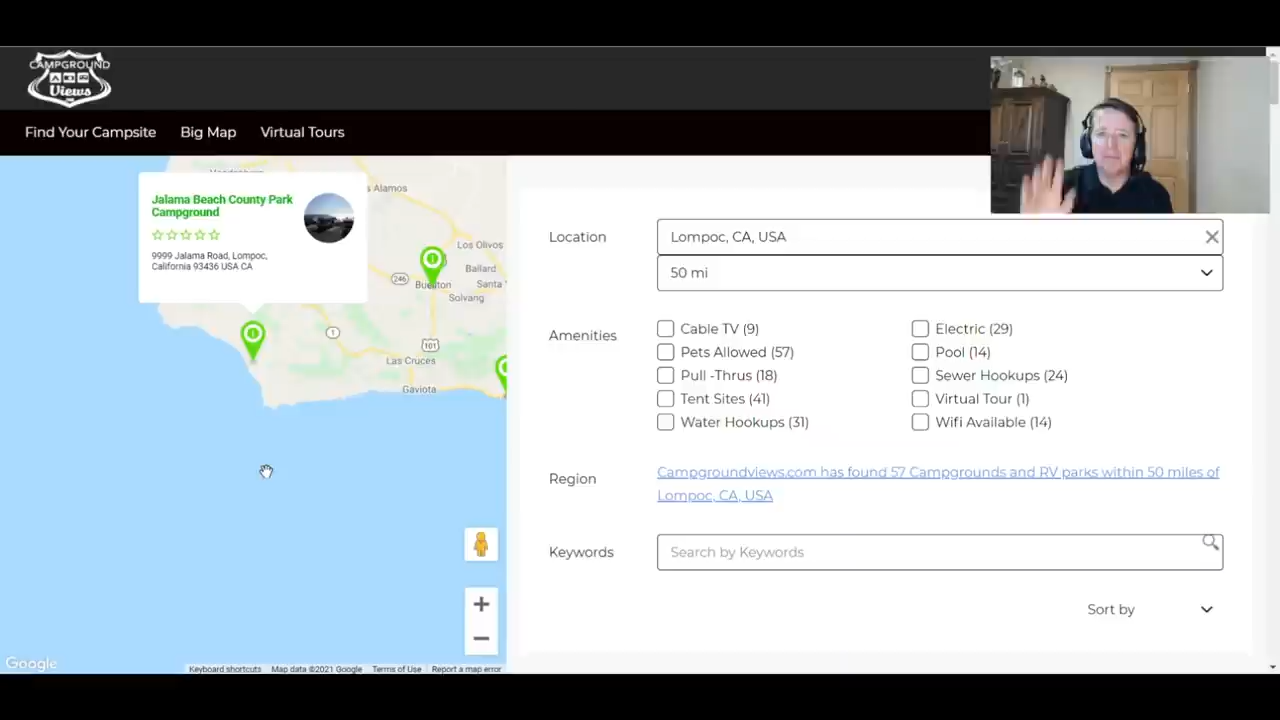 CAMPGROUND
Views
Find Your Campsite
Big Map
Virtual Tours
s Alamos
Jalama Beach County Park
Campground
9999 Jalama Road, Lompoc,
California 93436 USA CA
Los Olivos
246
Ballard
Buellton
Santa
Solvang
1
101
Las Cruces
Gaviota
Google
Keyboard shortcuts
Map data ©2021 Google
Terms of Use
Report a map error
Location
Lompoc, CA, USA
50 mi
Amenities
Cable TV (9)
Electric (29)
Pets Allowed (57)
Pool (14)
Pull -Thrus (18)
Sewer Hookups (24)
Tent Sites (41)
Virtual Tour (1)
Water Hookups (31)
Wifi Available (14)
Region
Campgroundviews.com has found 57 Campgrounds and RV parks within 50 miles of
Lompoc, CA, USA
Keywords
Search by Keywords
Sort by